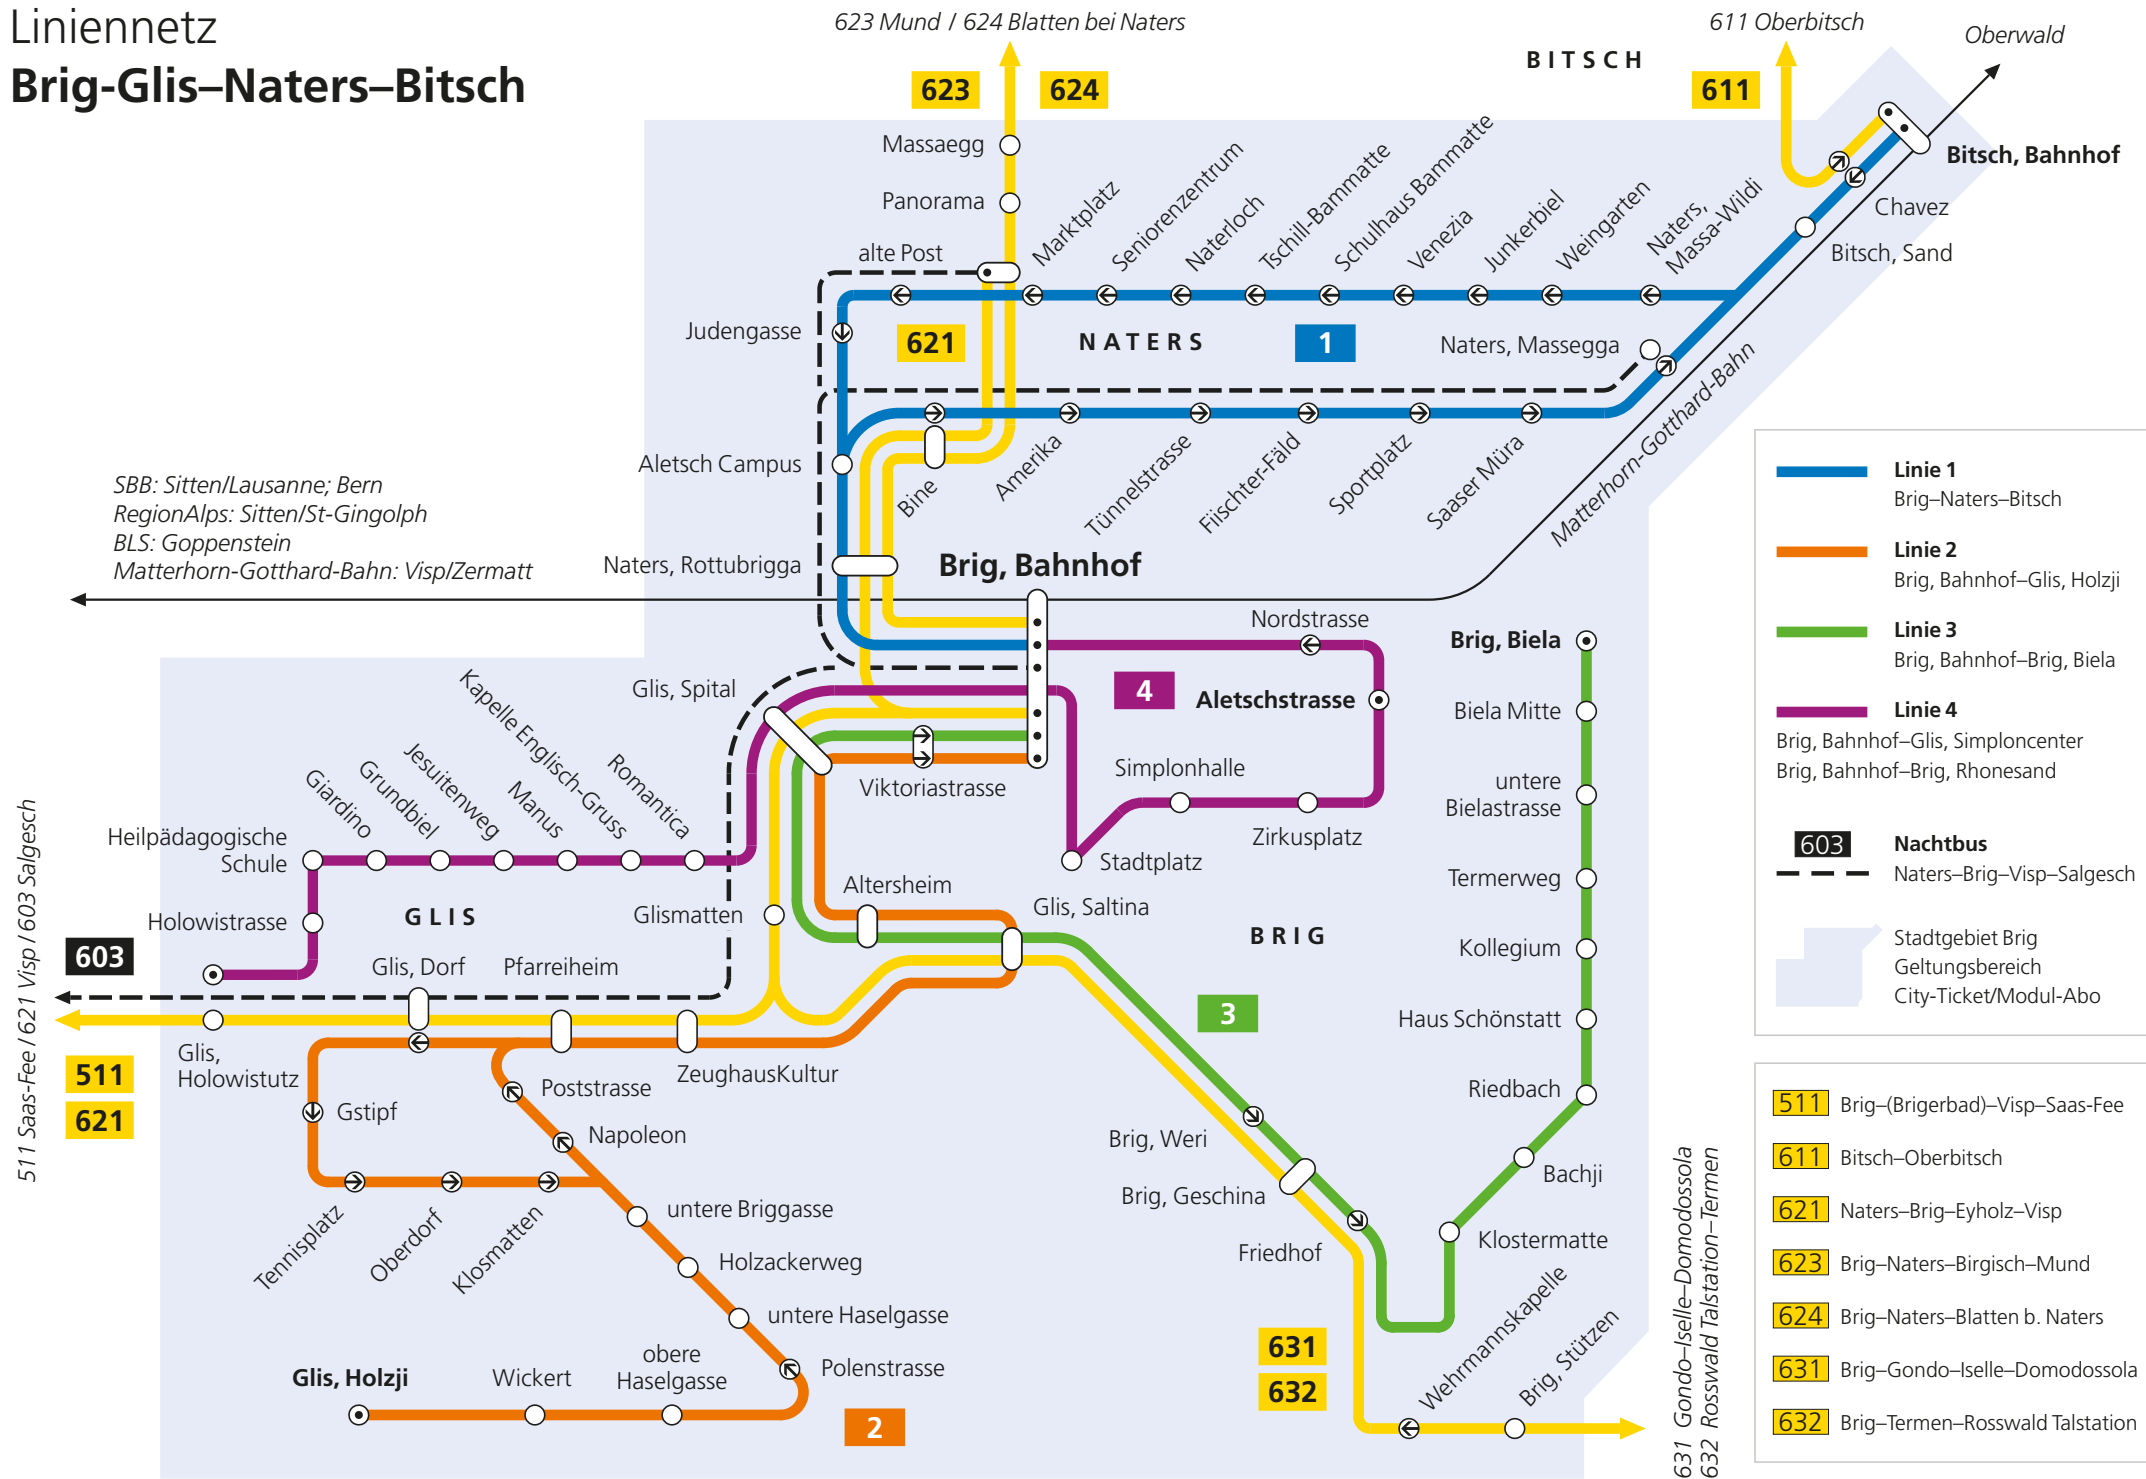 Liniennetz
Brig-Glis–Naters–Bitsch
623 Mund / 624 Blatten bei Naters
611 Oberbitsch
Oberwald
BITSCH
623
624
611
Massaegg
Panorama
alte Post
Marktplatz
Seniorenzentrum
Naterloch
Tschill-Bammatte
Schulhaus Bammatte
Venezia
Junkerbiel
Weingarten
Naters,
Massa-Wildi
Bitsch, Bahnhof
Chavez
Bitsch, Sand
Judengasse
621
NATERS
1
Naters, Massegga
Matterhorn-Gotthard-Bahn
Aletsch Campus
Bine
Amerika
Tünnelstrasse
Fiischter-Fäld
Sportplatz
Saaser Müra
SBB: Sitten/Lausanne; Bern
RegionAlps: Sitten/St-Gingolph
BLS: Goppenstein
Matterhorn-Gotthard-Bahn: Visp/Zermatt
Naters, Rottubrigga
Brig, Bahnhof
Nordstrasse
Brig, Biela
Glis, Spital
4
Aletschstrasse
Biela Mitte
Viktoriastrasse
Simplonhalle
Zirkusplatz
Stadtplatz
untere
Bielastrasse
Termerweg
Kollegium
Haus Schönstatt
Riedbach
Bachji
Klostermatte
Heilpädagogische
Schule
Giardino
Grundbiel
Jesuitenweg
Manus
Kapelle Englisch-Gruss
Romantica
Holowistrasse
GLIS
Glismatten
Altersheim
Glis, Saltina
BRIG
603
Glis, Dorf
Pfarreiheim
3
511 Saas-Fee / 621 Visp / 603 Salgesch
Glis,
Holowistutz
511
621
ZeughausKultur
Gstipf
Poststrasse
Napoleon
Tennisplatz
Oberdorf
Klosmatten
untere Briggasse
Holzackerweg
untere Haselgasse
Polenstrasse
obere
Haselgasse
Wickert
Glis, Holzji
2
Brig, Weri
Brig, Geschina
Friedhof
631
632
Wehrmannskapelle
Brig, Stützen
631 Gondo–Iselle–Domodossola
632 Rosswald Talstation–Termen
Linie 1
Brig–Naters–Bitsch
Linie 2
Brig, Bahnhof–Glis, Holzji
Linie 3
Brig, Bahnhof–Brig, Biela
Linie 4
Brig, Bahnhof–Glis, Simploncenter
Brig, Bahnhof–Brig, Rhonesand
603 Nachtbus
Naters–Brig–Visp–Salgesch
Stadtgebiet Brig
Geltungsbereich
City-Ticket/Modul-Abo
511 Brig–(Brigerbad)–Visp–Saas-Fee
611 Bitsch–Oberbitsch
621 Naters–Brig–Eyholz–Visp
623 Brig–Naters–Birgisch–Mund
624 Brig–Naters–Blatten b. Naters
631 Brig–Gondo–Iselle–Domodossola
632 Brig–Termen–Rosswald Talstation